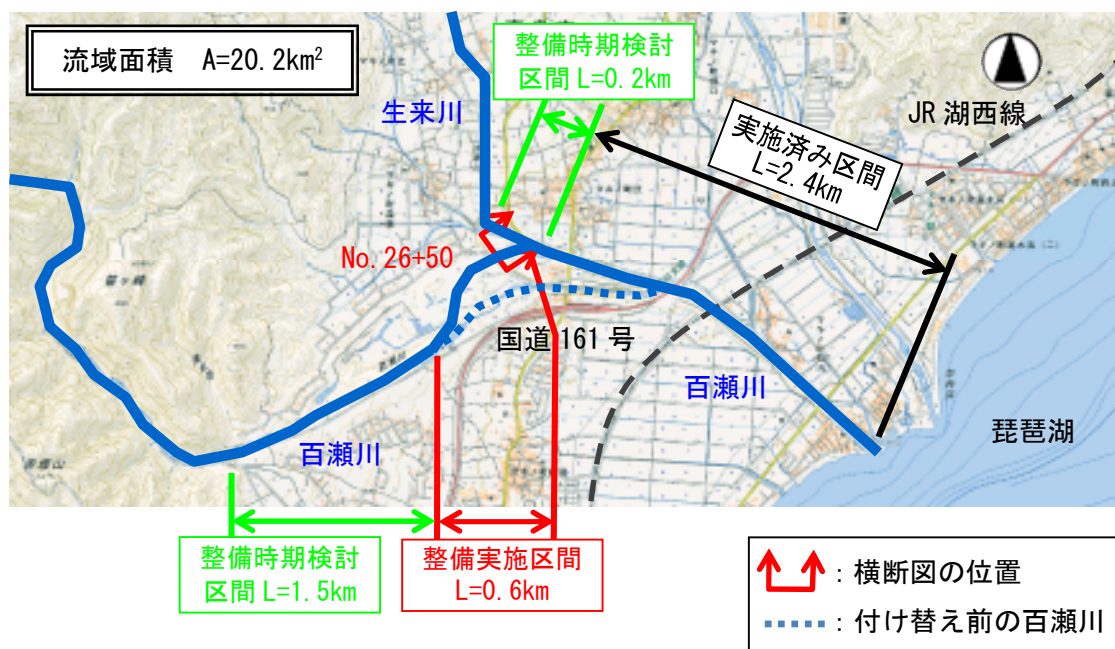 流域面積 A=20.2km²
整備時期検討
区間 L=0.2km
生来川
JR 湖西線
実施済み区間
L=2.4km
No.26+50
国道 161 号
百瀬川
百瀬川
琵琶湖
整備時期検討
区間 L=1.5km
整備実施区間
L=0.6km
：横断図の位置
：付け替え前の百瀬川